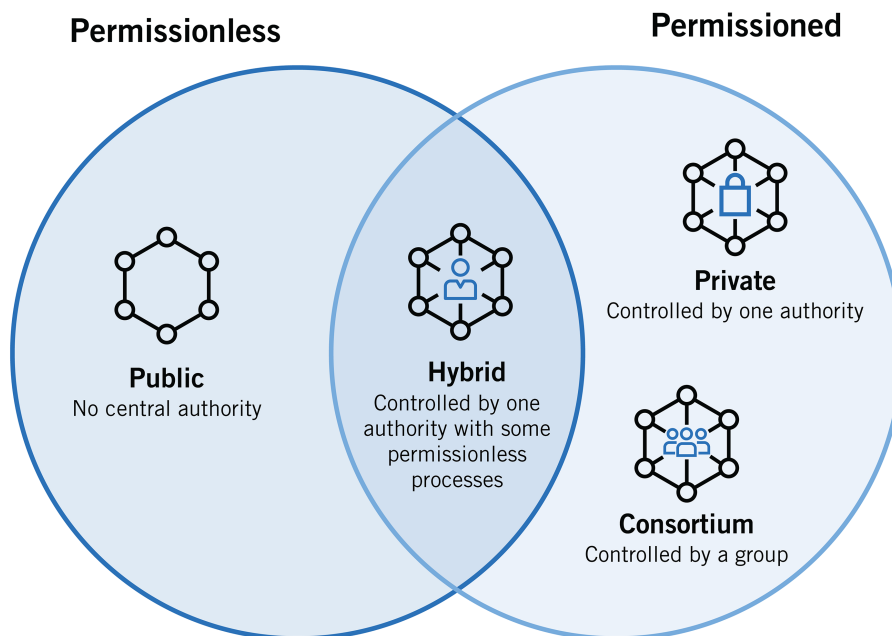 Permissionless
Permissioned
Public
No central authority
Hybrid
Controlled by one
authority with some
permissionless
processes
Private
Controlled by one authority
Consortium
Controlled by a group